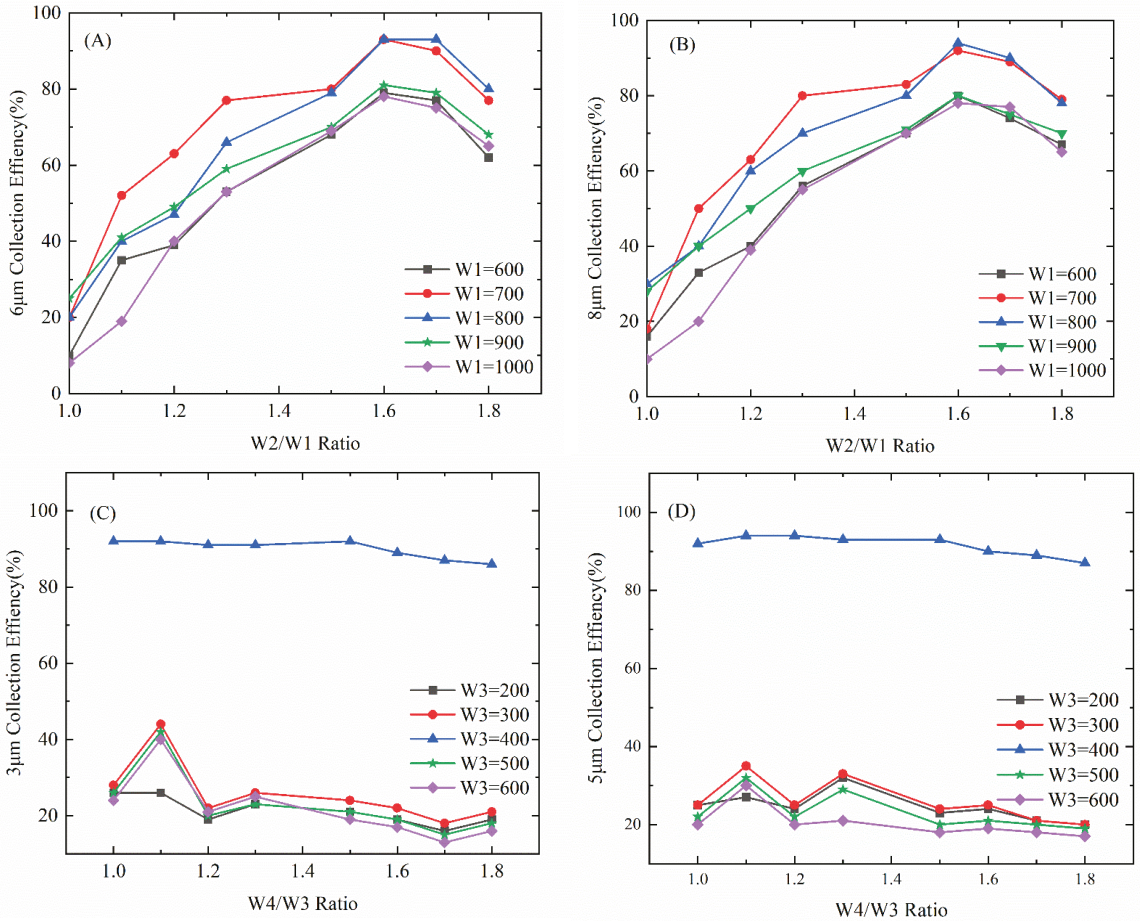 (A)
6μm Collection Effiency(%)
100
80
60
40
20
0
W1=600
W1=700
W1=800
W1=900
W1=1000
1.0 1.2 1.4 1.6 1.8
W2/W1 Ratio
(B)
8μm Collection Effiency(%)
100
80
60
40
20
0
W1=600
W1=700
W1=800
W1=900
W1=1000
1.0 1.2 1.4 1.6 1.8
W2/W1 Ratio
(C)
3μm Collection Effiency(%)
100
80
60
40
20
W3=200
W3=300
W3=400
W3=500
W3=600
1.0 1.2 1.4 1.6 1.8
W4/W3 Ratio
(D)
5μm Collection Effiency(%)
100
80
60
40
20
W3=200
W3=300
W3=400
W3=500
W3=600
1.0 1.2 1.4 1.6 1.8
W4/W3 Ratio